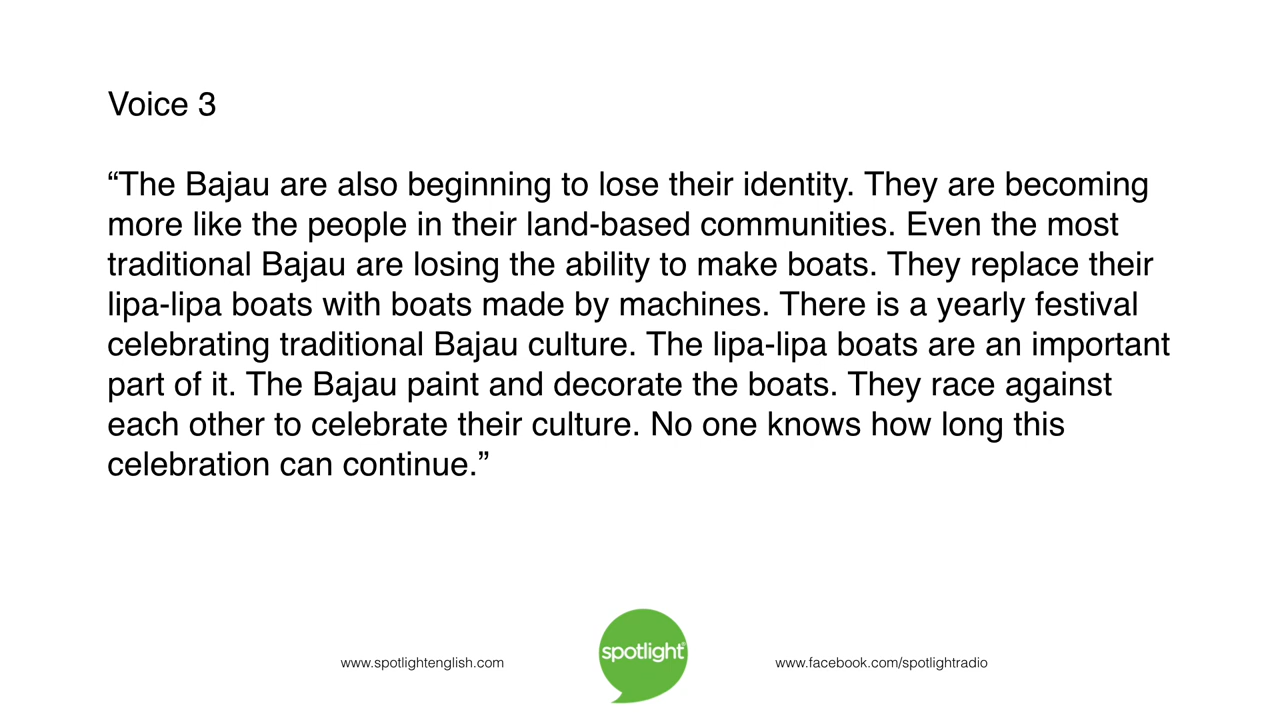 Voice 3
“The Bajau are also beginning to lose their identity. They are becoming
more like the people in their land-based communities. Even the most
traditional Bajau are losing the ability to make boats. They replace their
lipa-lipa boats with boats made by machines. There is a yearly festival
celebrating traditional Bajau culture. The lipa-lipa boats are an important
part of it. The Bajau paint and decorate the boats. They race against
each other to celebrate their culture. No one knows how long this
celebration can continue.”
www.spotlightenglish.com
spotlight®
www.facebook.com/spotlightradio